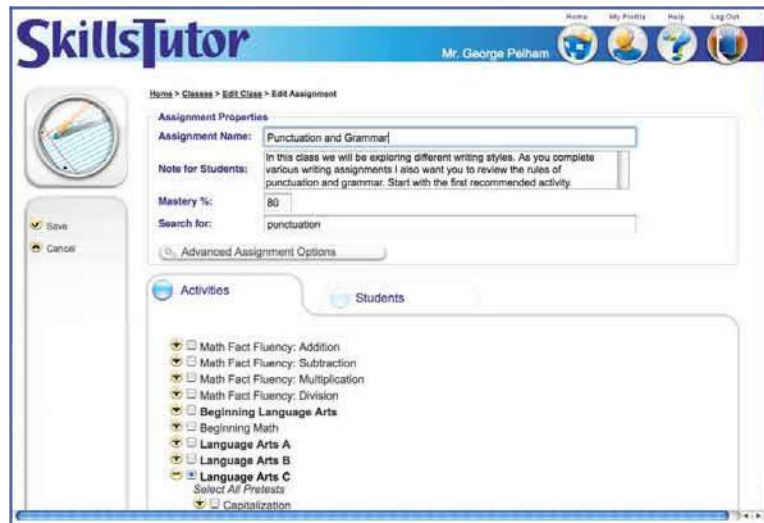 Home My Profile Help Log Out
SkillsTutor
Mr. George Pelham
Home > Classes > Edit Class > Edit Assignment
Assignment Properties
Assignment Name: Punctuation and Grammar
Note for Students: In this class we will be exploring different writing styles. As you complete
various writing assignments I also want you to review the rules of
punctuation and grammar. Start with the first recommended activity.
Mastery %: 80
Save
Search for: punctuation
Cancel
Advanced Assignment Options
Activities
Students
Math Fact Fluency: Addition
Math Fact Fluency: Subtraction
Math Fact Fluency: Multiplication
Math Fact Fluency: Division
Beginning Language Arts
Beginning Math
Language Arts A
Language Arts B
Language Arts C
Select All Pretests
Capitalization